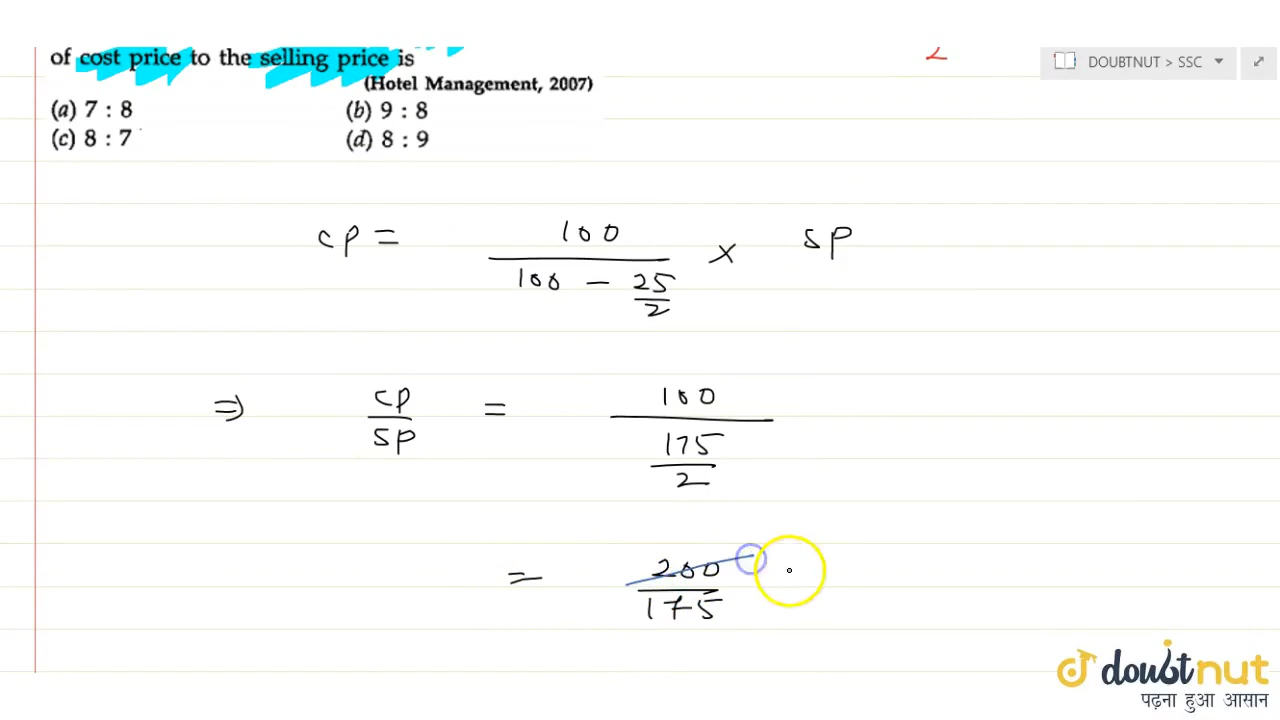 of cost price to the selling price is
2
DOUBTNUT > SSC
(Hotel Management, 2007)
(a) 7 : 8
(b) 9 : 8
(c) 8 : 7
(d) 8 : 9
CP = 100 / (100 - 25/2) × SP
⇒ CP/SP = 100 / (175/2)
= 200/175
doubtnut
पढ़ना हुआ आसान